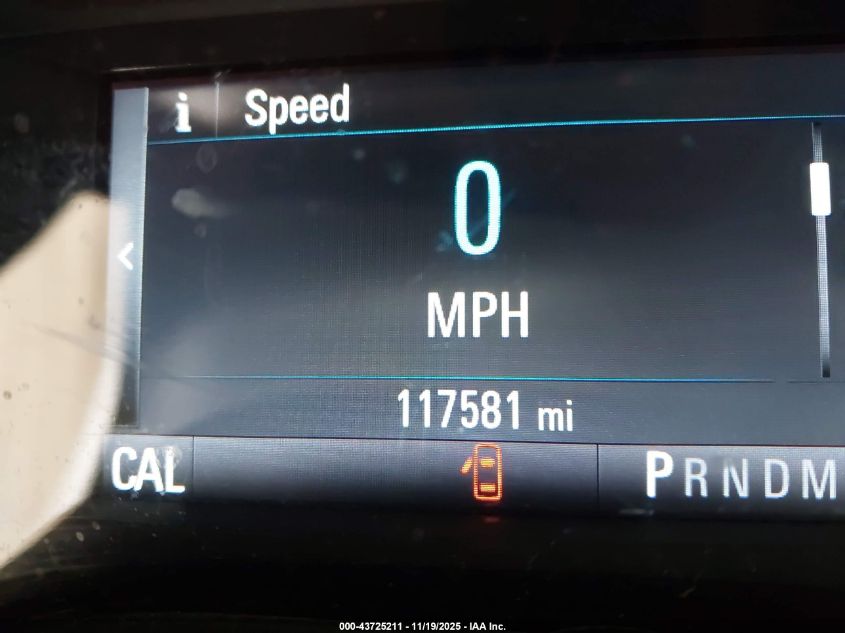 i Speed
<
0
MPH
117581 mi
CAL PRNDM
000-43725211 - 11/19/2025 - IAA Inc.